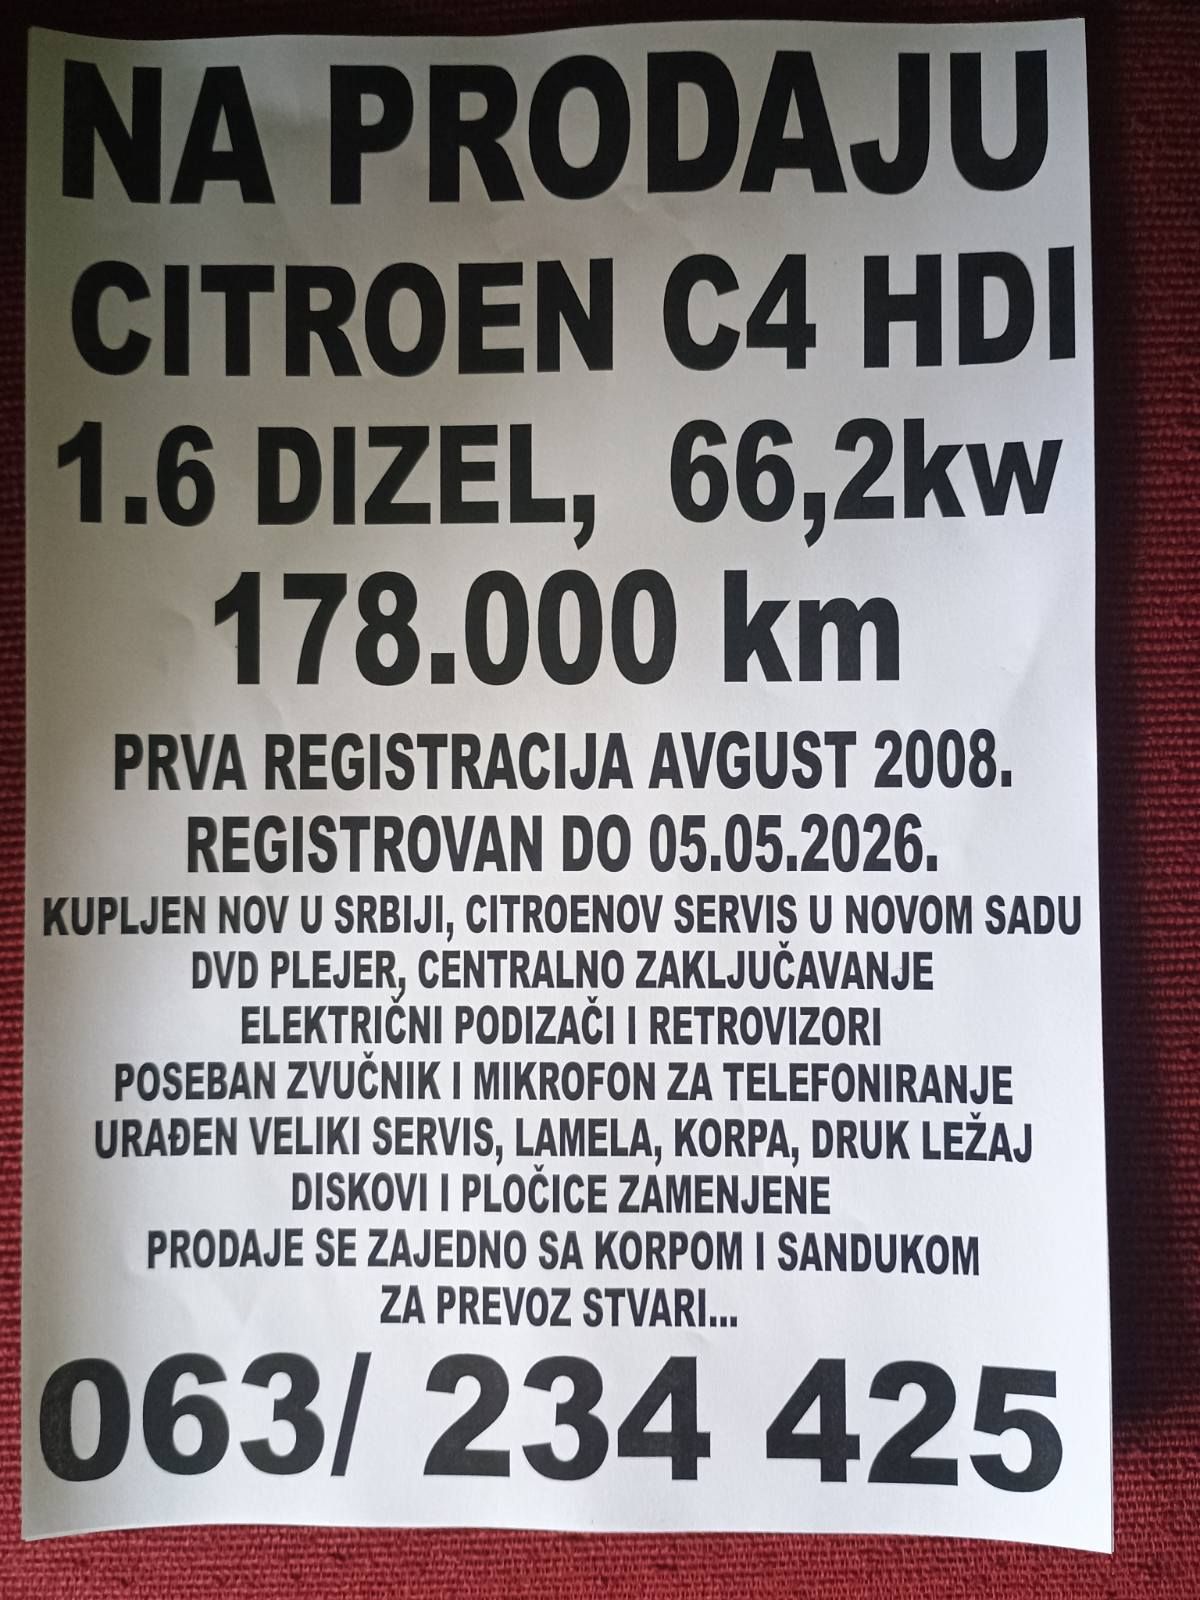 NA PRODAJU
CITROEN C4 HDI
1.6 DIZEL, 66,2kw
178.000 km
PRVA REGISTRACIJA AVGUST 2008.
REGISTROVAN DO 05.05.2026.
KUPLJEN NOV U SRBIJI, CITROENOV SERVIS U NOVOM SADU
DVD PLEJER, CENTRALNO ZAKLJUČAVANJE
ELEKTRIČNI PODIZAČI I RETROVIZORI
POSEBAN ZVUČNIK I MIKROFON ZA TELEFONIRANJE
URAĐEN VELIKI SERVIS, LAMELA, KORPA, DRUK LEŽAJ
DISKOVI I PLOČICE ZAMENJENE
PRODAJE SE ZAJEDNO SA KORPOM I SANDUKOM
ZA PREVOZ STVARI...
063/ 234 425